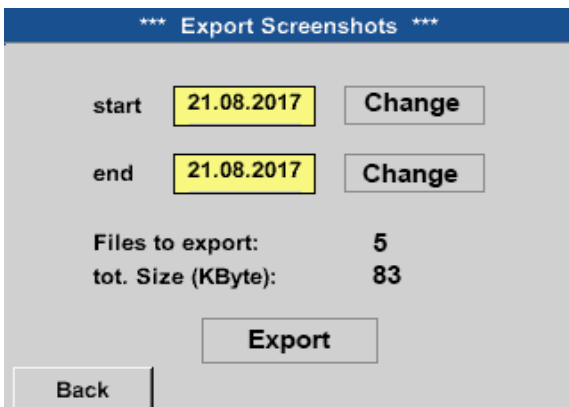 *** Export Screenshots ***
start 21.08.2017 Change
end 21.08.2017 Change
Files to export: 5
tot. Size (KByte): 83
Export
Back